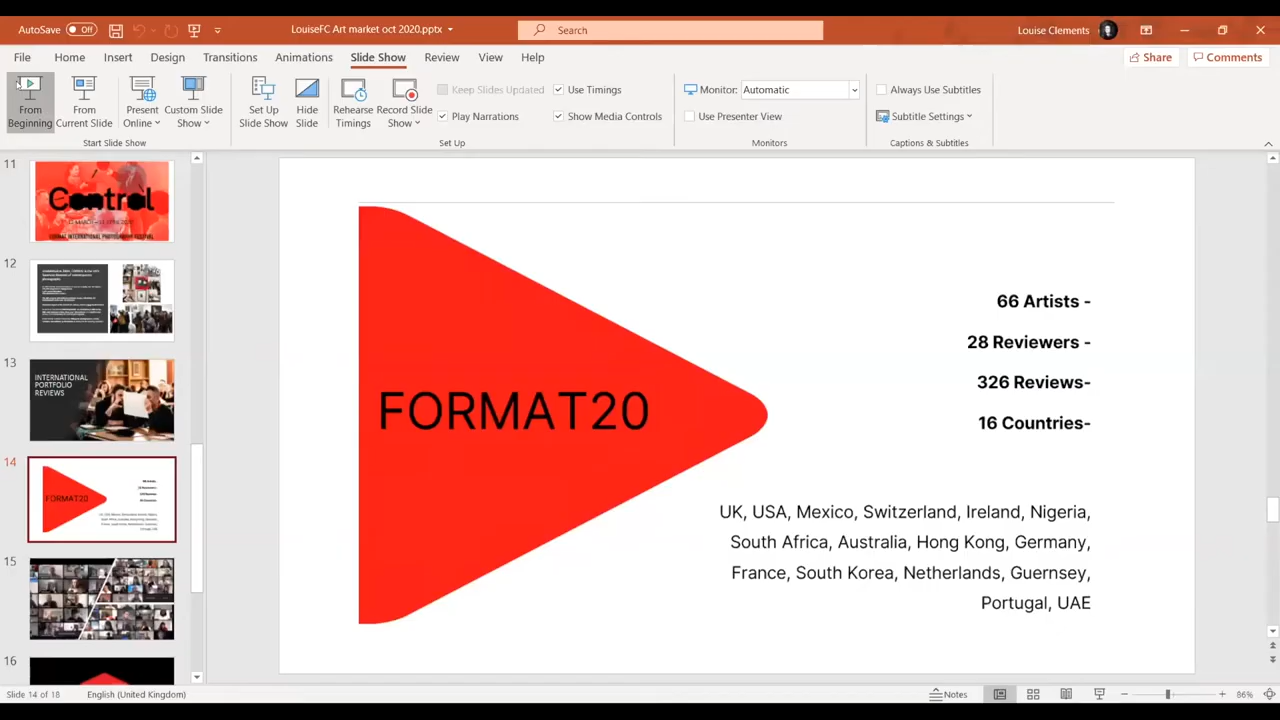 AutoSave Off
LouiseFC Art market oct 2020.pptx
Search
Louise Clements
File Home Insert Design Transitions Animations Slide Show Review View Help
Share Comments
From Beginning
From Current Slide
Present Online
Custom Slide Show
Start Slide Show
Set Up Slide Show
Hide Slide
Rehearse Timings
Record Slide Show
Keep Slides Updated
Play Narrations
Use Timings
Show Media Controls
Set Up
Monitor: Automatic
Use Presenter View
Monitors
Always Use Subtitles
Subtitle Settings
Captions & Subtitles
11
Control
12
13
INTERNATIONAL
PORTFOLIO
REVIEWS
14
FORMAT20
15
16
FORMAT20
66 Artists -
28 Reviewers -
326 Reviews-
16 Countries-
UK, USA, Mexico, Switzerland, Ireland, Nigeria,
South Africa, Australia, Hong Kong, Germany,
France, South Korea, Netherlands, Guernsey,
Portugal, UAE
Slide 14 of 18 English (United Kingdom)
Notes
86%